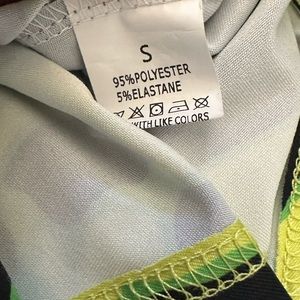 S
95%POLYESTER
5%ELASTANE
WITH LIKE COLORS